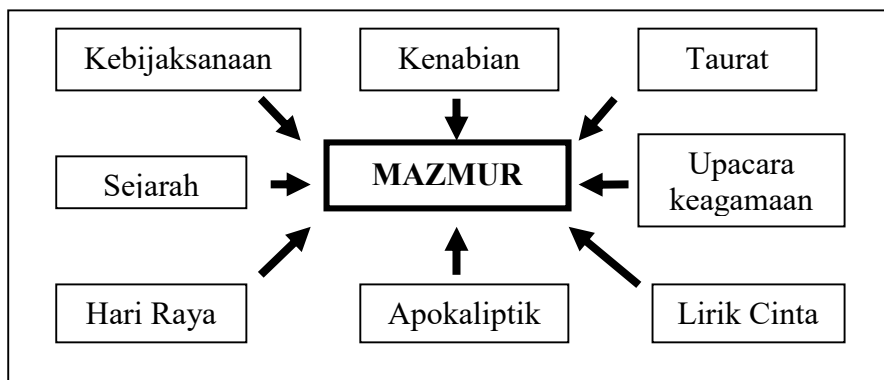 Kebijaksanaan
Kenabian
Taurat
Sejarah
MAZMUR
Upacara
keagamaan
Hari Raya
Apokaliptik
Lirik Cinta